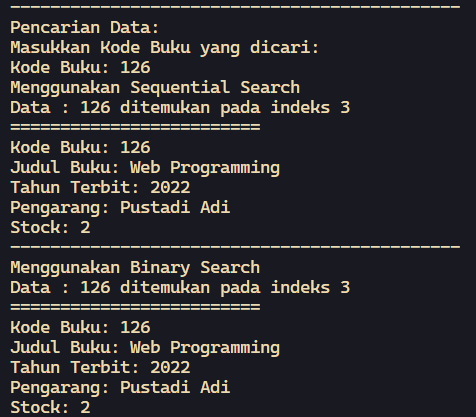 ---------------------------------------------
Pencarian Data:
Masukkan Kode Buku yang dicari:
Kode Buku: 126
Menggunakan Sequential Search
Data : 126 ditemukan pada indeks 3
=========================
Kode Buku: 126
Judul Buku: Web Programming
Tahun Terbit: 2022
Pengarang: Pustadi Adi
Stock: 2
---------------------------------------------
Menggunakan Binary Search
Data : 126 ditemukan pada indeks 3
=========================
Kode Buku: 126
Judul Buku: Web Programming
Tahun Terbit: 2022
Pengarang: Pustadi Adi
Stock: 2